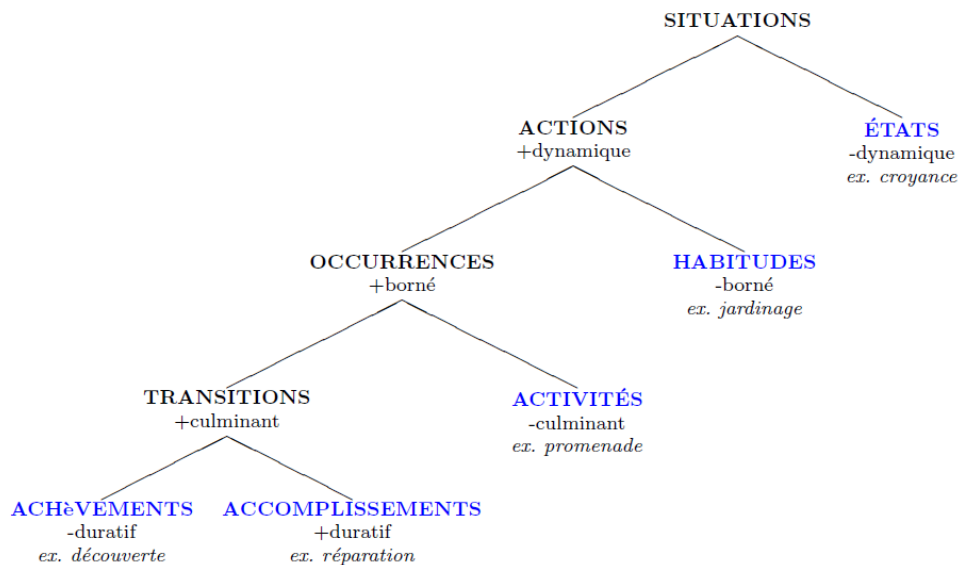 SITUATIONS
ACTIONS
+dynamique
ÉTATS
-dynamique
ex. croyance
OCCURRENCES
+borné
HABITUDES
-borné
ex. jardinage
TRANSITIONS
+culminant
ACTIVITÉS
-culminant
ex. promenade
ACHèVEMENTS
-duratif
ex. découverte
ACCOMPLISSEMENTS
+duratif
ex. réparation